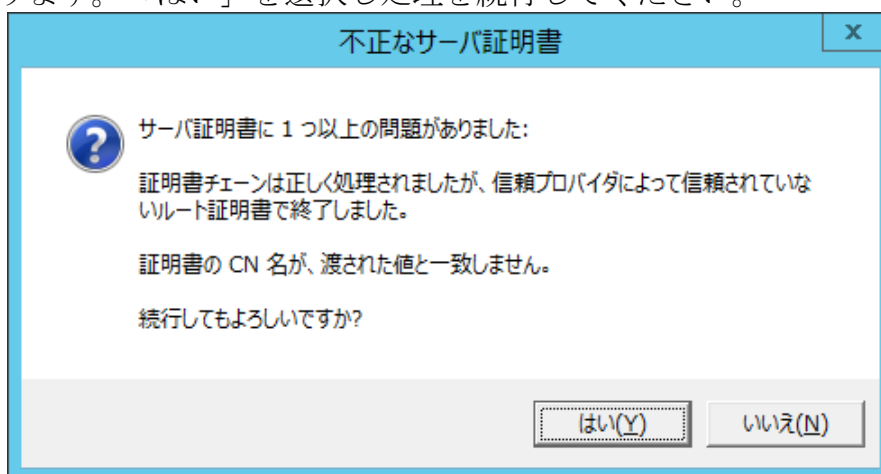 ります。「はい」を選択し処理を続行してください。
不正なサーバ証明書
x
サーバ証明書に 1 つ以上の問題がありました:
証明書チェーンは正しく処理されましたが、信頼プロバイダによって信頼されていな
いルート証明書で終了しました。
証明書の CN 名が、渡された値と一致しません。
続行してもよろしいですか?
はい(Y)
いいえ(N)